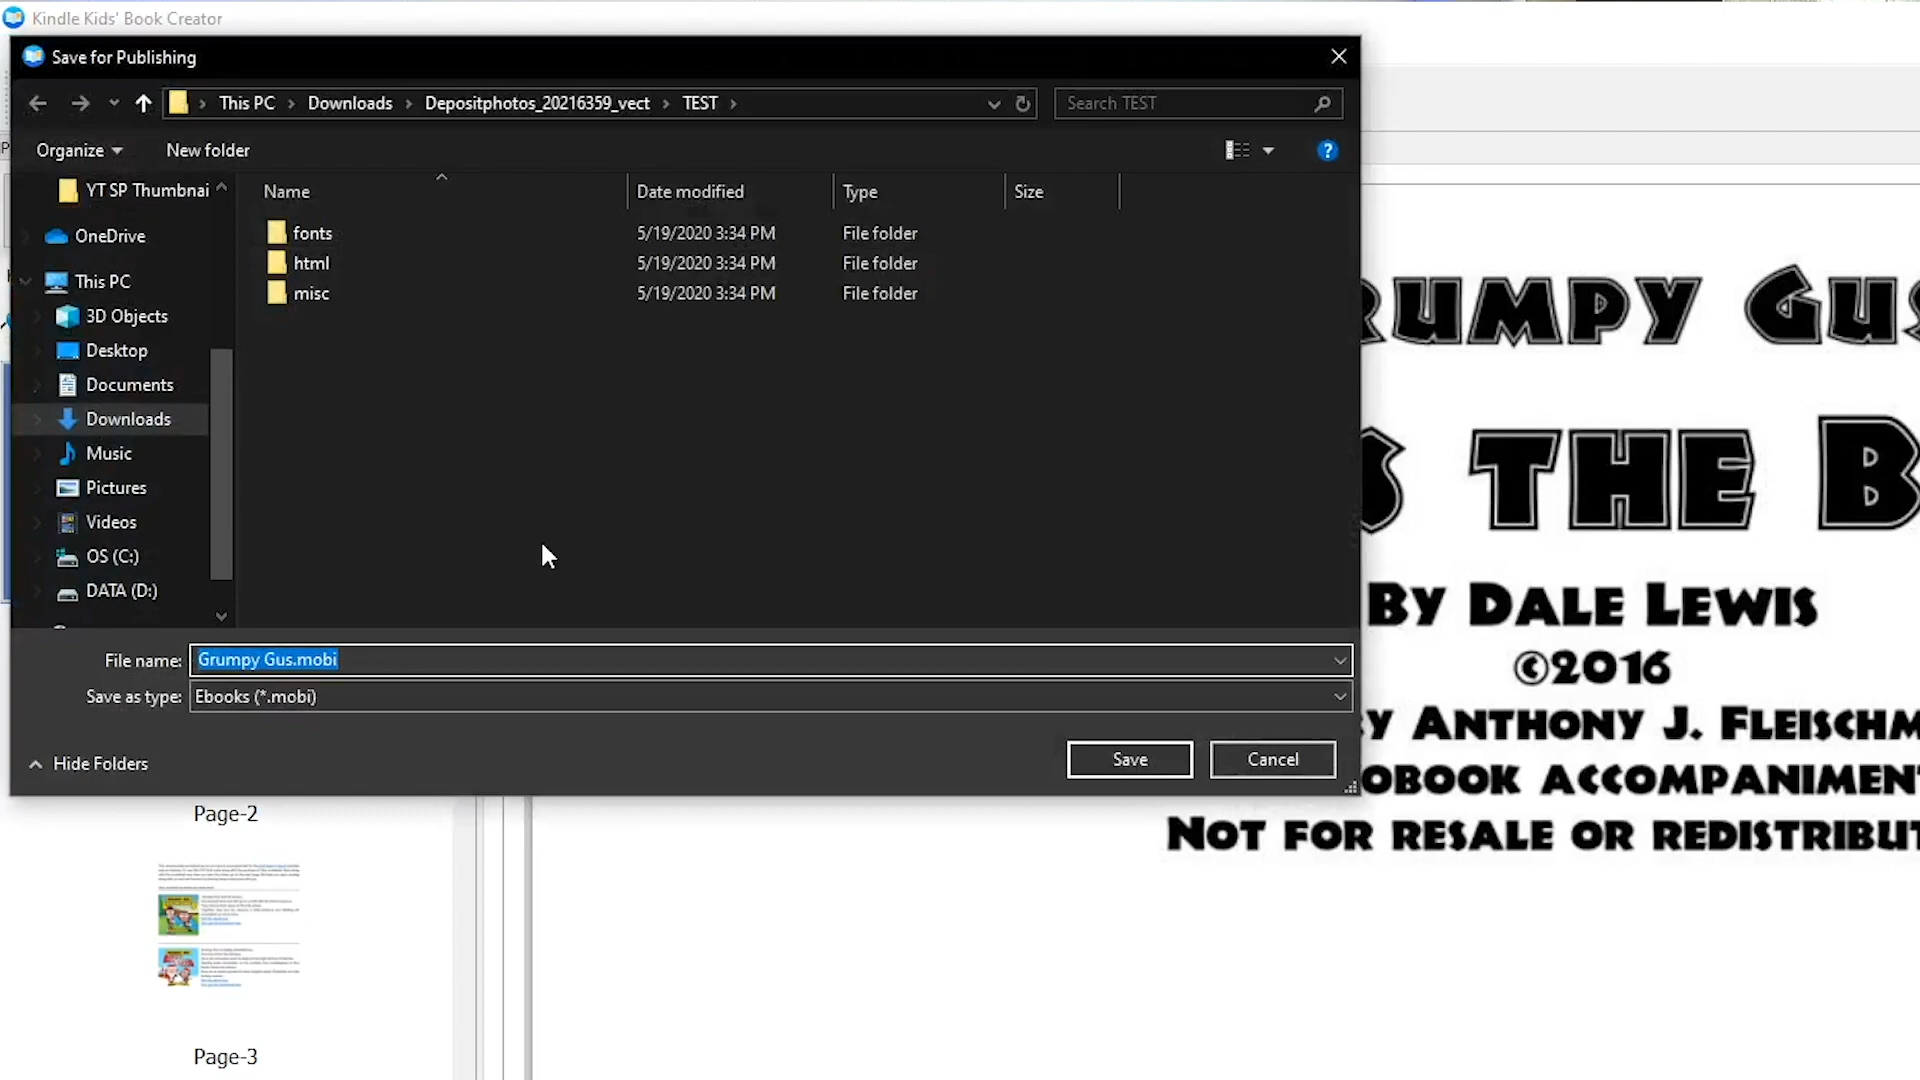 Kindle Kids' Book Creator
Save for Publishing
This PC > Downloads > Depositphotos_20216359_vect > TEST >
Search TEST
Organize
New folder
YT SP Thumbnai
OneDrive
This PC
3D Objects
Desktop
Documents
Downloads
Music
Pictures
Videos
OS (C:)
DATA (D:)
Name Date modified Type Size
fonts 5/19/2020 3:34 PM File folder
html 5/19/2020 3:34 PM File folder
misc 5/19/2020 3:34 PM File folder
File name: Grumpy Gus.mobi
Save as type: Ebooks (*.mobi)
Hide Folders
Save
Cancel
rumpy Gus
s the B
By Dale Lewis
©2016
y Anthony J. Fleischm
obook accompaniment
Not for resale or redistribut
Page-2
Page-3